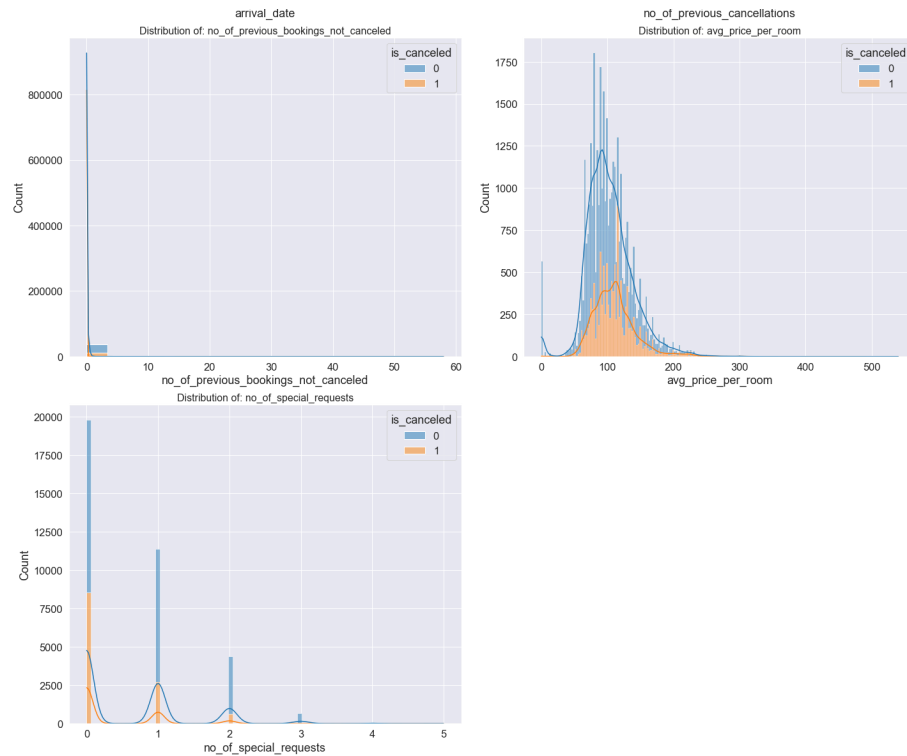 arrival_date
Distribution of: no_of_previous_bookings_not_canceled
is_canceled
0
1
800000
600000
400000
200000
0
Count
0 10 20 30 40 50 60
no_of_previous_bookings_not_canceled
no_of_previous_cancellations
Distribution of: avg_price_per_room
is_canceled
0
1
1750
1500
1250
1000
750
500
250
0
Count
0 100 200 300 400 500
avg_price_per_room
Distribution of: no_of_special_requests
is_canceled
0
1
20000
17500
15000
12500
10000
7500
5000
2500
0
Count
0 1 2 3 4 5
no_of_special_requests